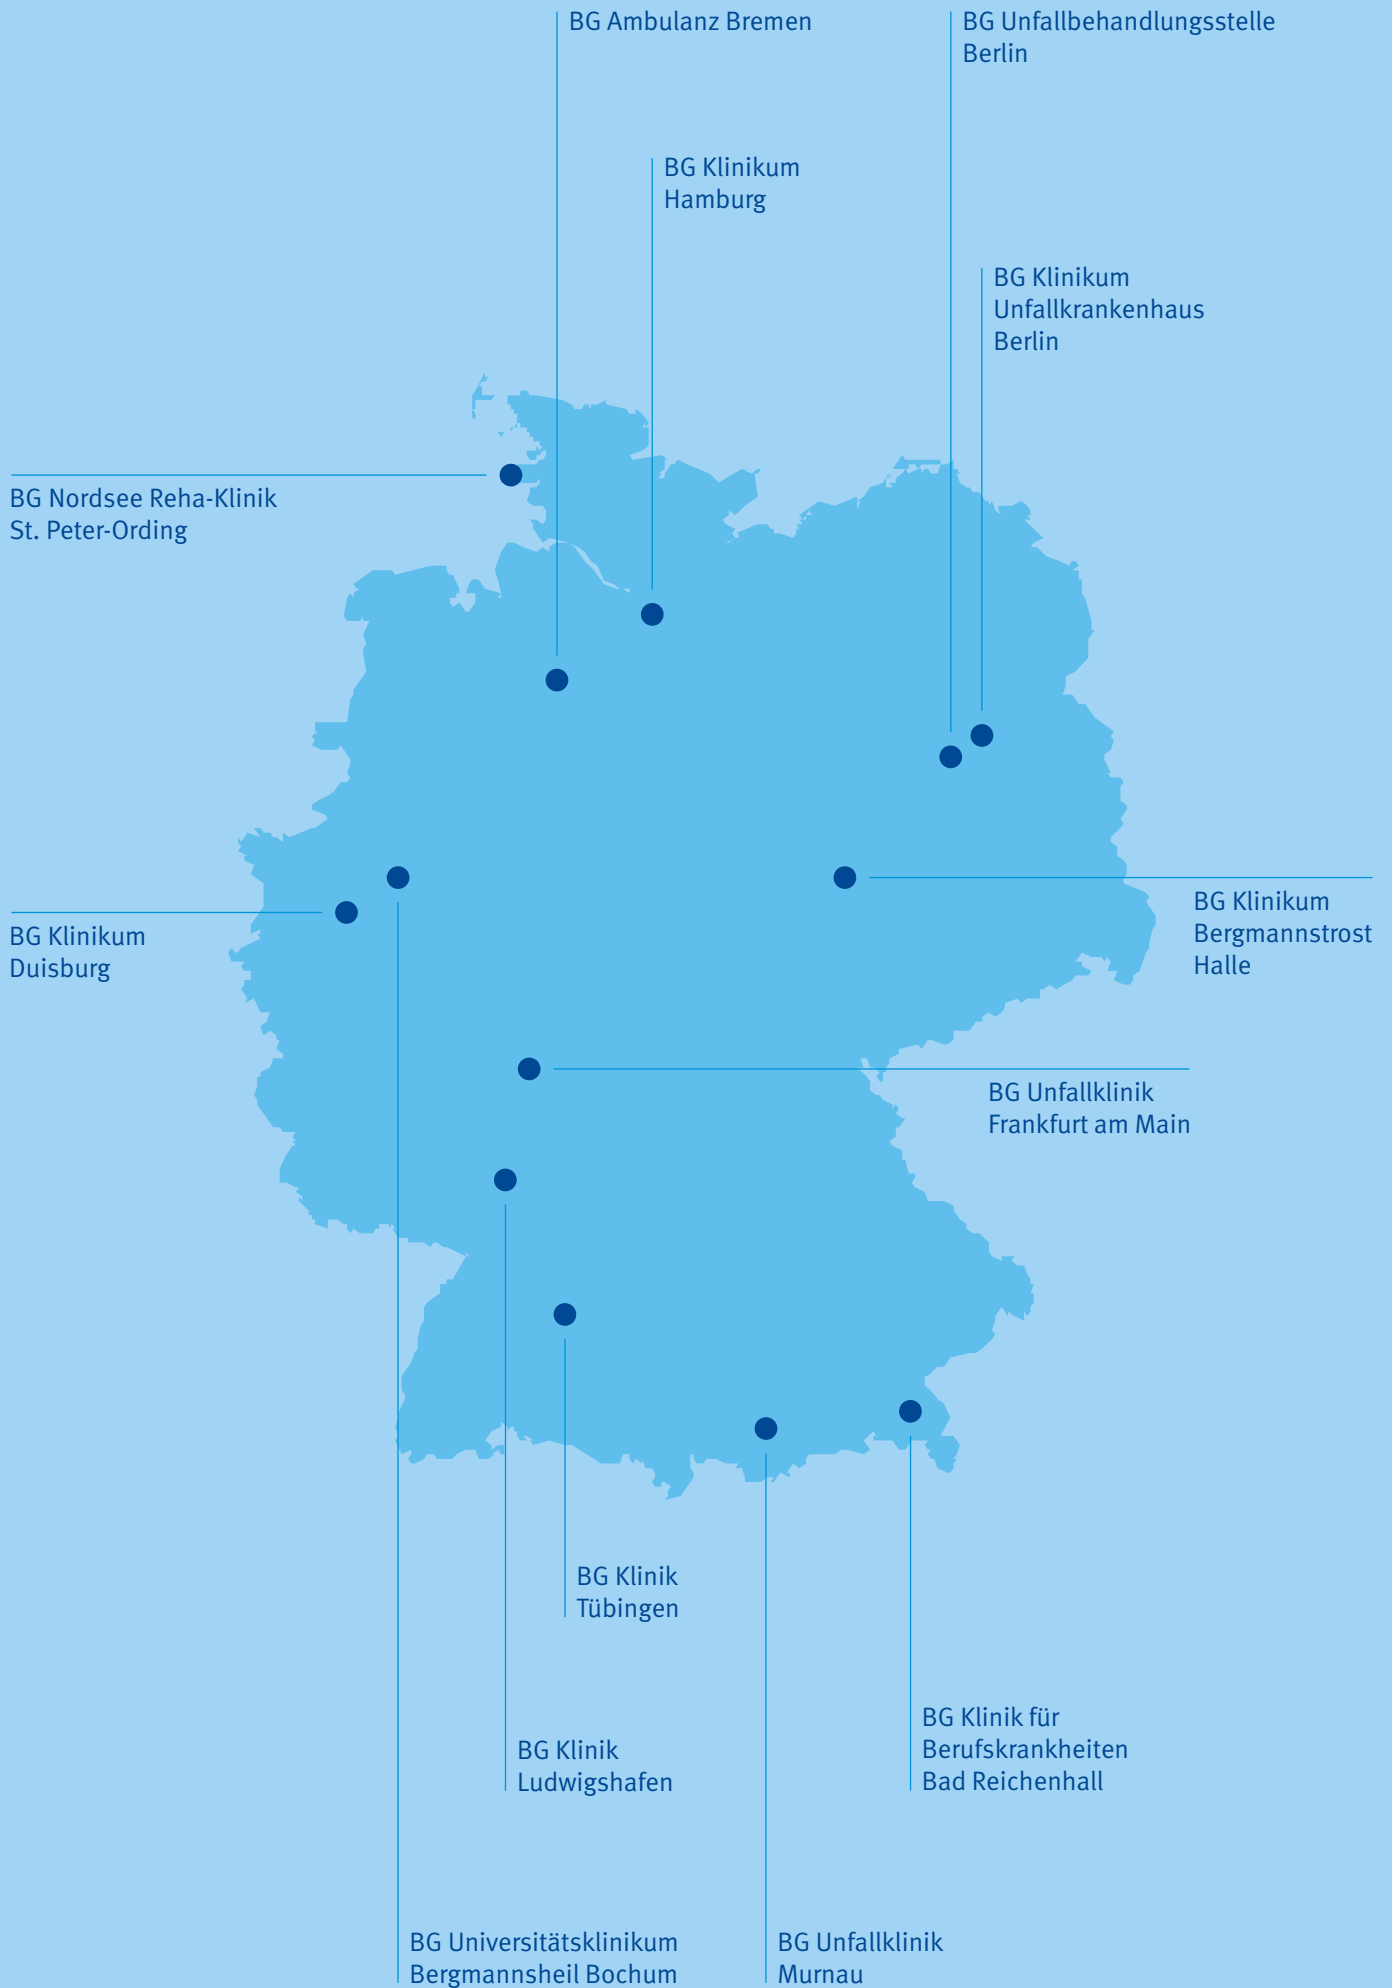 BG Ambulanz Bremen
BG Unfallbehandlungsstelle
Berlin
BG Klinikum
Hamburg
BG Klinikum
Unfallkrankenhaus
Berlin
BG Nordsee Reha-Klinik
St. Peter-Ording
BG Klinikum
Duisburg
BG Klinikum
Bergmannstrost
Halle
BG Unfallklinik
Frankfurt am Main
BG Klinik
Tübingen
BG Klinik
Ludwigshafen
BG Klinik für
Berufskrankheiten
Bad Reichenhall
BG Universitätsklinikum
Bergmannsheil Bochum
BG Unfallklinik
Murnau